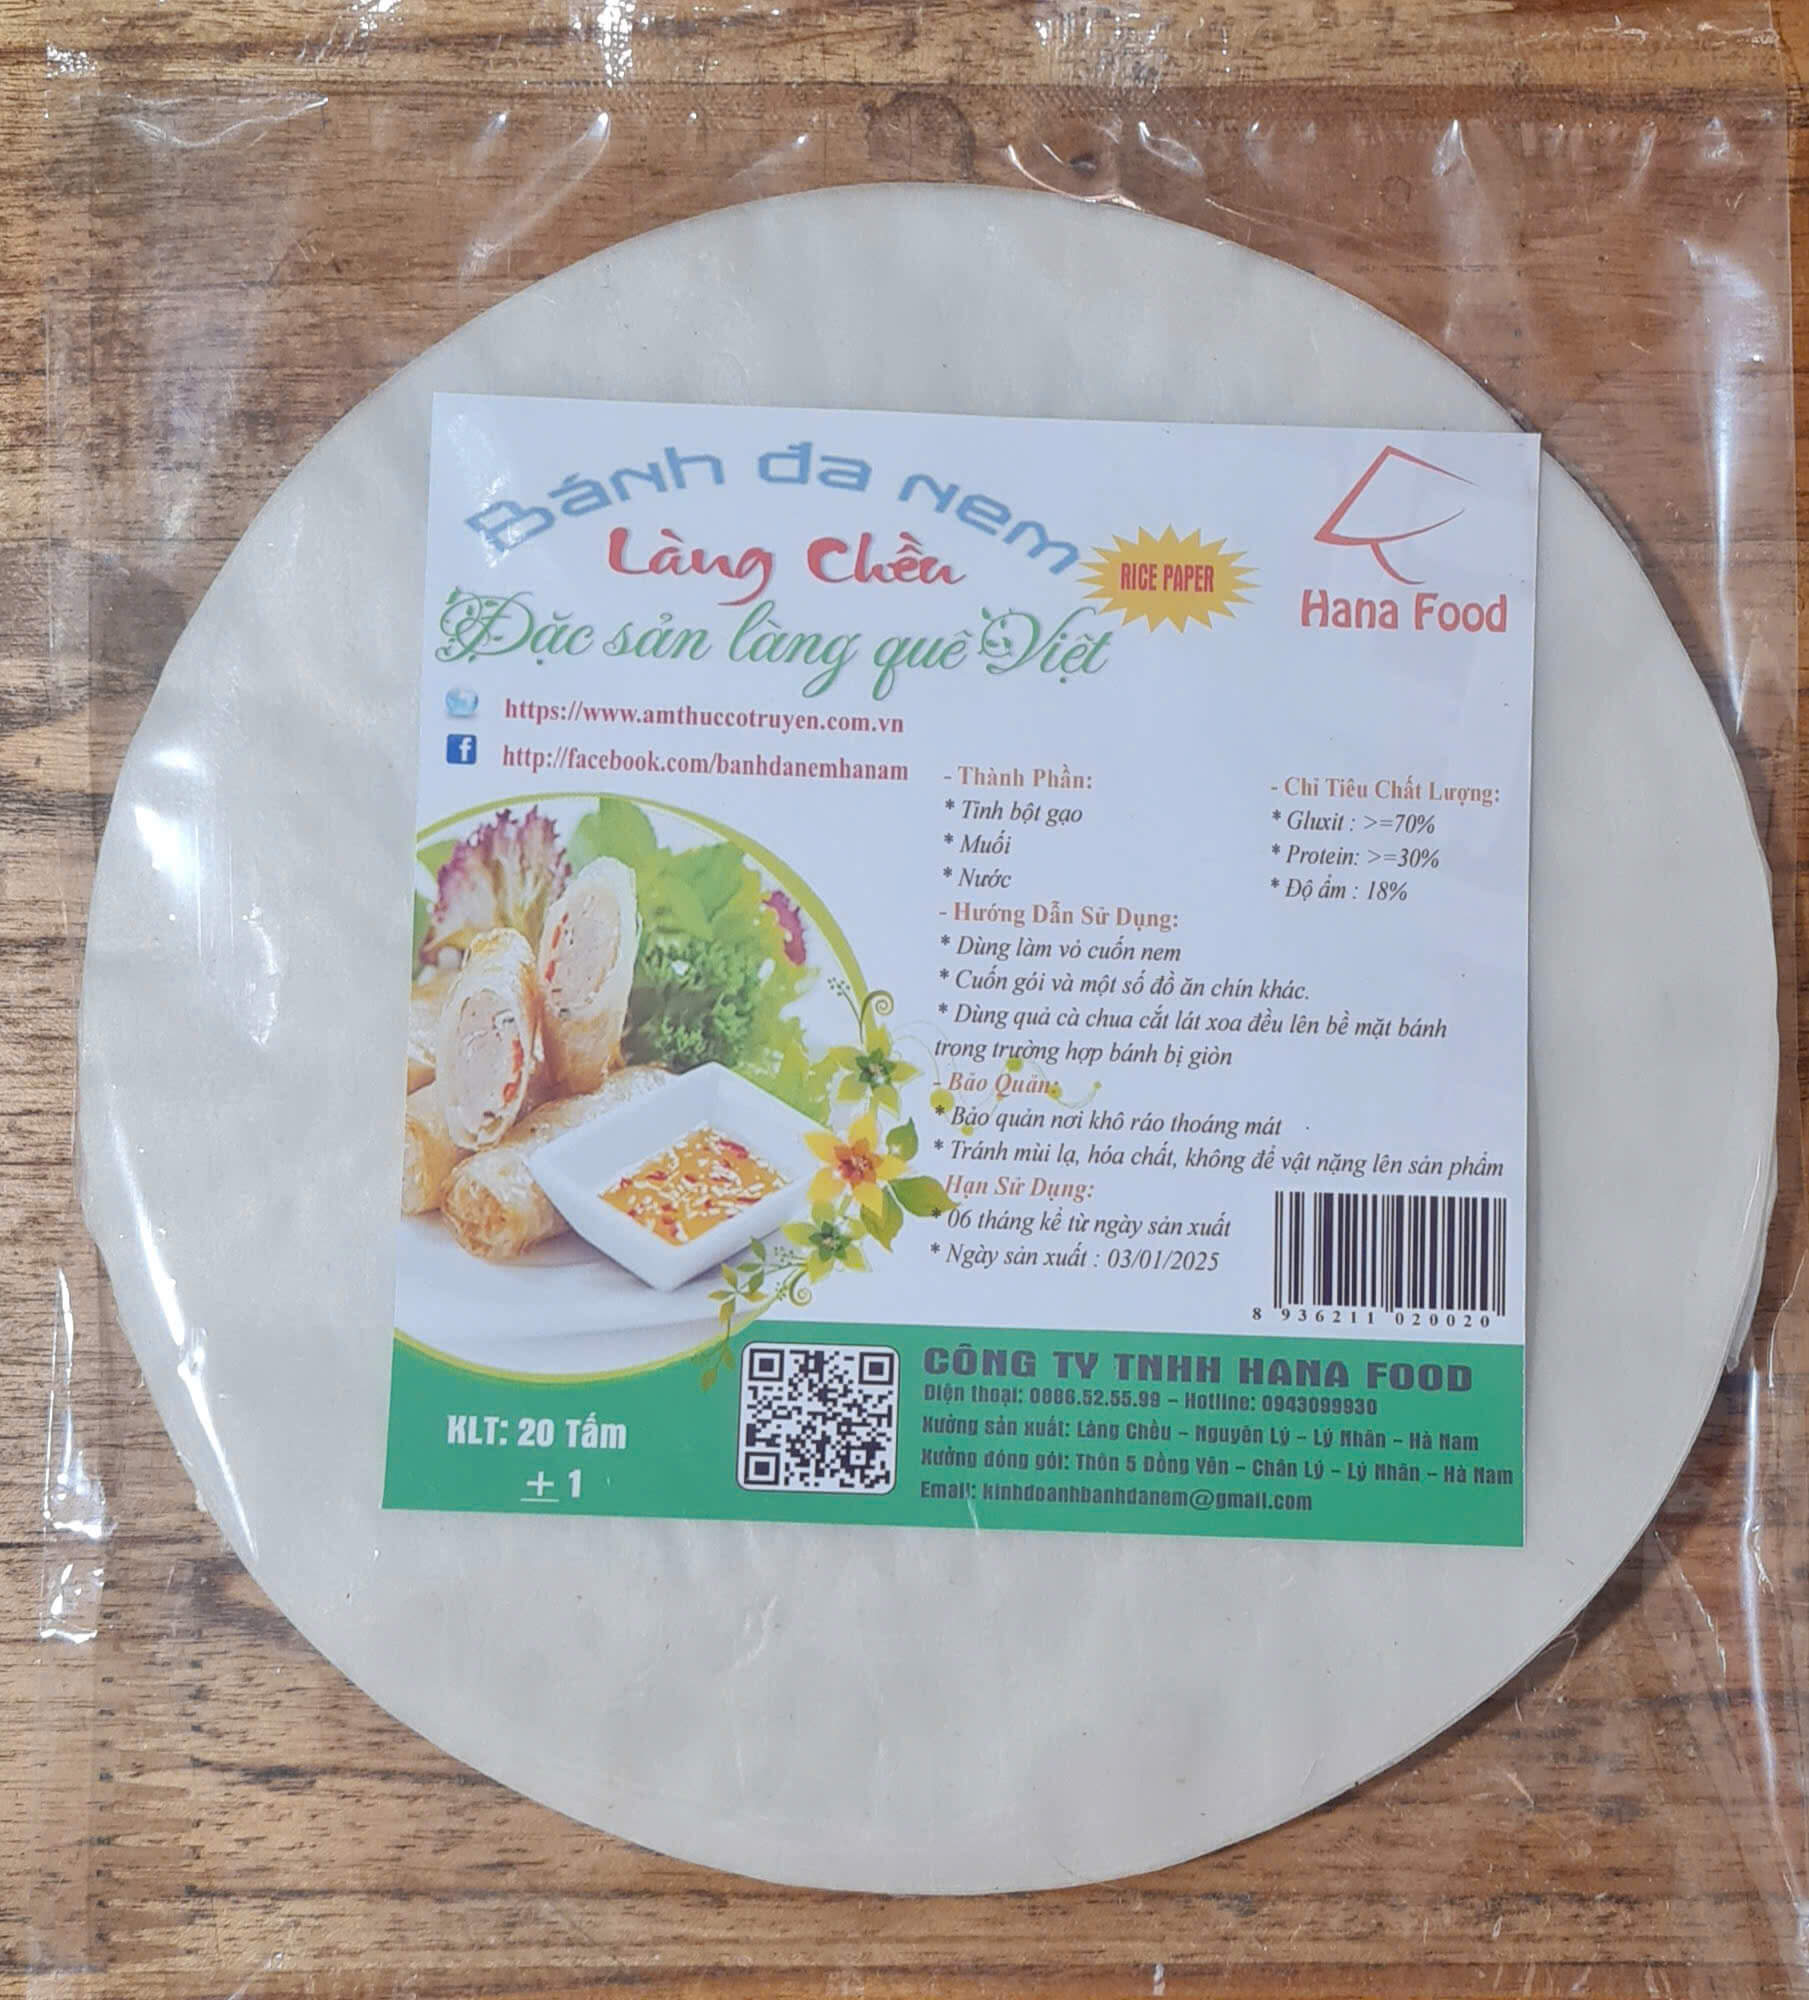 Bánh đa nem
Làng Chều
RICE PAPER
Đặc sản làng quê Việt
Hana Food
https://www.amthuccotruyen.com.vn
f http://facebook.com/banhdanemhanam
- Thành Phần:
* Tinh bột gạo
* Muối
* Nước
- Chỉ Tiêu Chất Lượng:
* Gluxit : >=70%
* Protein: >=30%
* Độ ẩm : 18%
- Hướng Dẫn Sử Dụng:
* Dùng làm vỏ cuốn nem
* Cuốn gói và một số đồ ăn chín khác.
* Dùng quả cà chua cắt lát xoa đều lên bề mặt bánh
trong trường hợp bánh bị giòn
- Bảo Quản:
* Bảo quản nơi khô ráo thoáng mát
* Tránh mùi lạ, hóa chất, không để vật nặng lên sản phẩm
Hạn Sử Dụng:
* 06 tháng kể từ ngày sản xuất
* Ngày sản xuất : 03/01/2025
8 936211 020020
KLT: 20 Tấm
± 1
CÔNG TY TNHH HANA FOOD
Điện thoại: 0886.52.55.99 – Hotline: 0943099930
Xưởng sản xuất: Làng Chều – Nguyên Lý – Lý Nhân – Hà Nam
Xưởng đóng gói: Thôn 5 Đồng Yên – Chân Lý – Lý Nhân – Hà Nam
Email: kinhdoanhbanhdanem@gmail.com